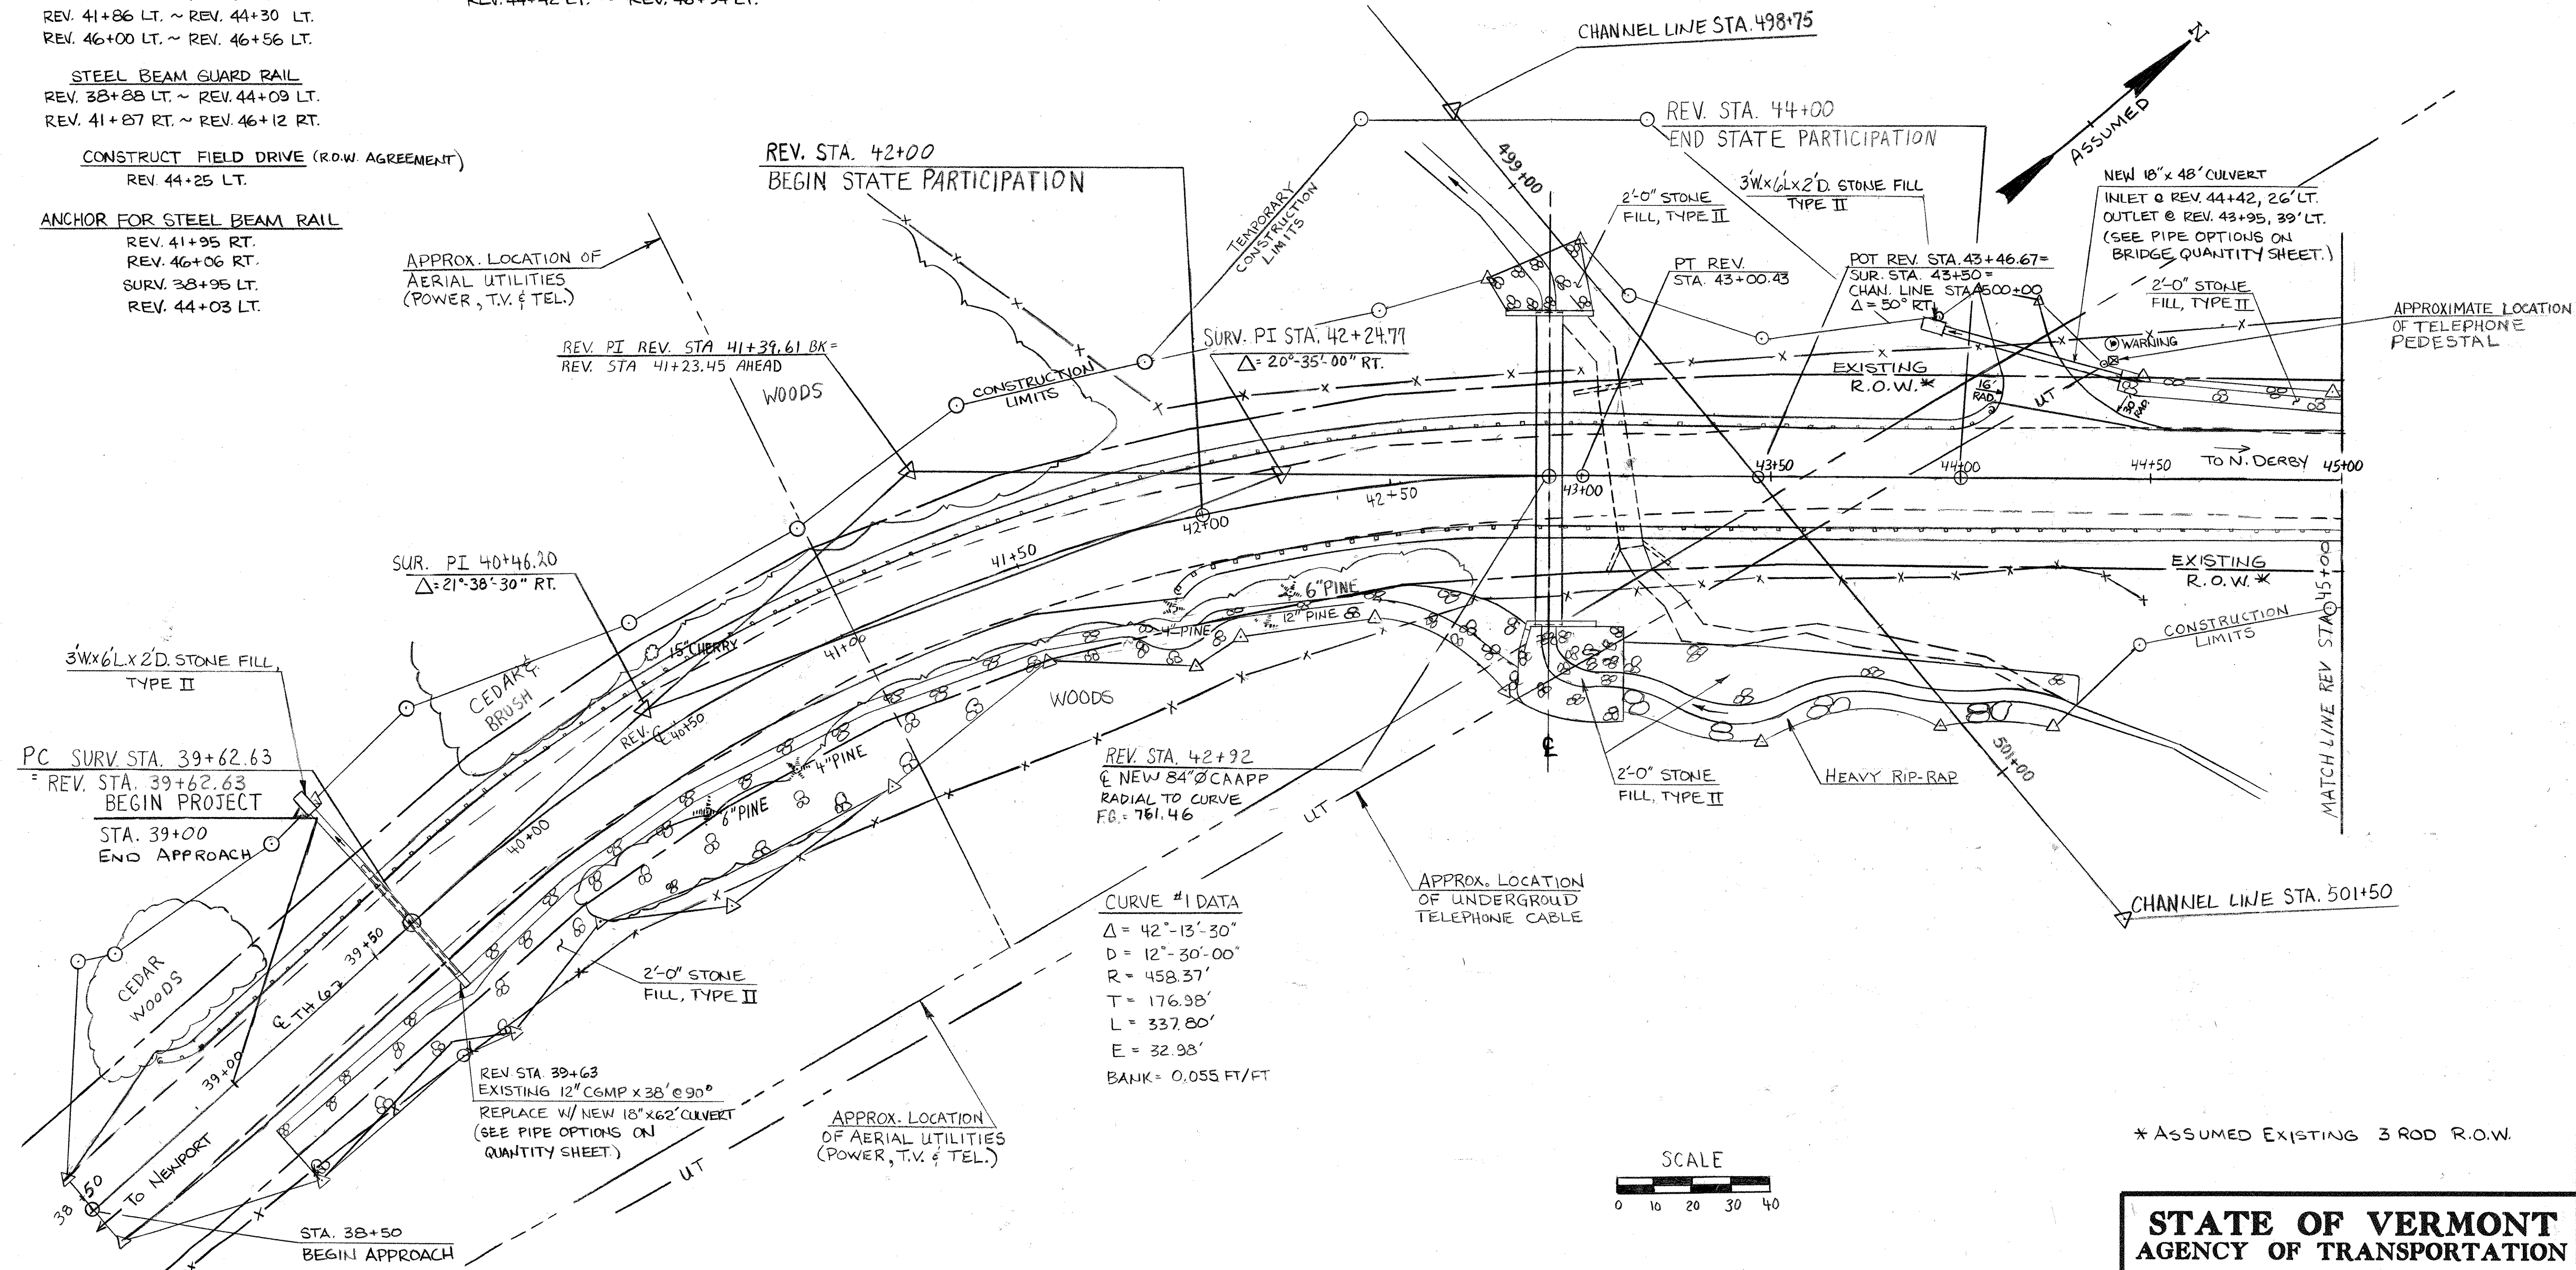 REV. 41+86 LT. ~ REV. 44+30 LT.
REV. 46+00 LT. ~ REV. 46+56 LT.
STEEL BEAM GUARD RAIL
REV. 38+88 LT. ~ REV. 44+09 LT.
REV. 41+87 RT. ~ REV. 46+12 RT.
CONSTRUCT FIELD DRIVE (R.O.W. AGREEMENT)
REV. 44+25 LT.
ANCHOR FOR STEEL BEAM RAIL
REV. 41+95 RT.
REV. 46+06 RT.
SURV. 38+95 LT.
REV. 44+03 LT.
APPROX. LOCATION OF
AERIAL UTILITIES
(POWER, T.V. & TEL.)
REV. STA. 42+00
BEGIN STATE PARTICIPATION
CHANNEL LINE STA. 498+75
REV. STA. 44+00
END STATE PARTICIPATION
499+00
TEMPORARY
CONSTRUCTION
LIMITS
2'-0" STONE
FILL, TYPE II
3'W.x6'L.x2'D. STONE FILL
TYPE II
ASSUMED
N
NEW 18" x 48' CULVERT
INLET @ REV. 44+42, 26' LT.
OUTLET @ REV. 43+95, 39' LT.
(SEE PIPE OPTIONS ON
BRIDGE QUANTITY SHEET.)
PT REV.
STA. 43+00.43
POT REV. STA. 43+46.67=
SUR. STA. 43+50=
CHAN. LINE STA. 500+00
Δ = 50° RT.
2'-0" STONE
FILL, TYPE II
APPROXIMATE LOCATION
OF TELEPHONE
PEDESTAL
WARNING
REV. PI REV. STA 41+39.61 BK=
REV. STA 41+23.45 AHEAD
WOODS
SURV. PI STA. 42+24.77
Δ= 20°-35'-00" RT.
CONSTRUCTION
LIMITS
EXISTING
R.O.W.*
16'
RAD.
UT
30'
RAD.
42+00
42+50
43+00
43+50
44+00
44+50
TO N. DERBY
45+00
SUR. PI 40+46.20
Δ=21°-38'-30" RT.
41+50
41+00
15" CHERRY
CEDAR &
BRUSH
REV. ℄
40+50
6" PINE
12" PINE
4" PINE
WOODS
EXISTING
R.O.W.*
CONSTRUCTION
LIMITS
MATCHLINE REV STA 45+00
3'W.x6'L.x2'D. STONE FILL,
TYPE II
PC SURV. STA. 39+62.63
= REV. STA. 39+62.63
BEGIN PROJECT
STA. 39+00
END APPROACH
40+00
4" PINE
6" PINE
REV. STA. 42+92
℄ NEW 84"Ø CAAPP
RADIAL TO CURVE
F.G. = 761.46
℄
2'-0" STONE
FILL, TYPE II
HEAVY RIP-RAP
501+00
UT
APPROX. LOCATION
OF UNDERGROUD
TELEPHONE CABLE
CHANNEL LINE STA. 501+50
CURVE #1 DATA
Δ = 42°-13'-30"
D = 12°-30'-00"
R = 458.37'
T = 176.98'
L = 337.80'
E = 32.98'
BANK = 0.055 FT/FT
CEDAR
WOODS
℄ TH 62
39+50
39+00
2'-0" STONE
FILL, TYPE II
REV. STA. 39+63
EXISTING 12" CGMP x 38' @ 90°
REPLACE W/ NEW 18"x62' CULVERT
(SEE PIPE OPTIONS ON
QUANTITY SHEET.)
APPROX. LOCATION
OF AERIAL UTILITIES
(POWER, T.V. & TEL.)
UT
TO NEWPORT
38+50
STA. 38+50
BEGIN APPROACH
SCALE
0 10 20 30 40
* ASSUMED EXISTING 3 ROD R.O.W.
STATE OF VERMONT
AGENCY OF TRANSPORTATION